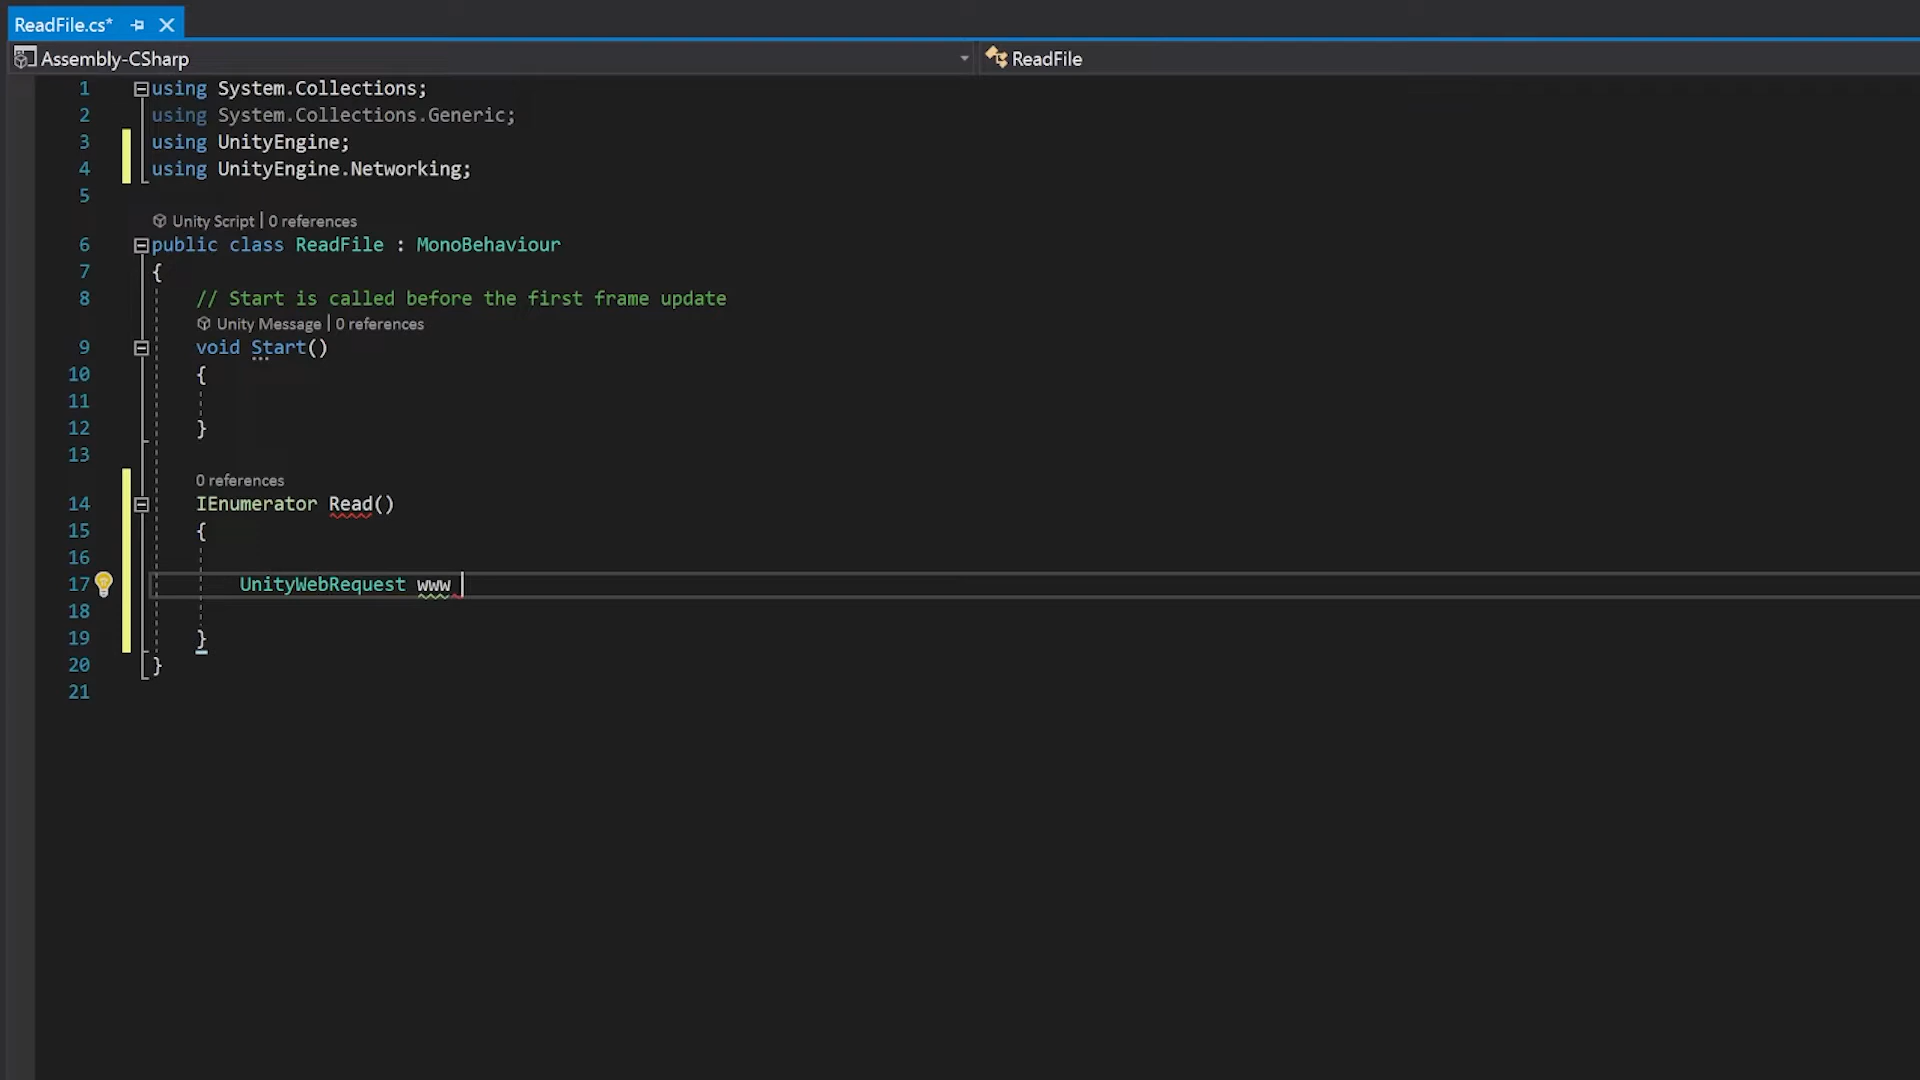 ReadFile.cs*
Assembly-CSharp ReadFile
1 using System.Collections;
2 using System.Collections.Generic;
3 using UnityEngine;
4 using UnityEngine.Networking;
5
Unity Script | 0 references
6 public class ReadFile : MonoBehaviour
7 {
8 // Start is called before the first frame update
Unity Message | 0 references
9 void Start()
10 {
11
12 }
13
0 references
14 IEnumerator Read()
15 {
16
17 UnityWebRequest www
18
19 }
20 }
21